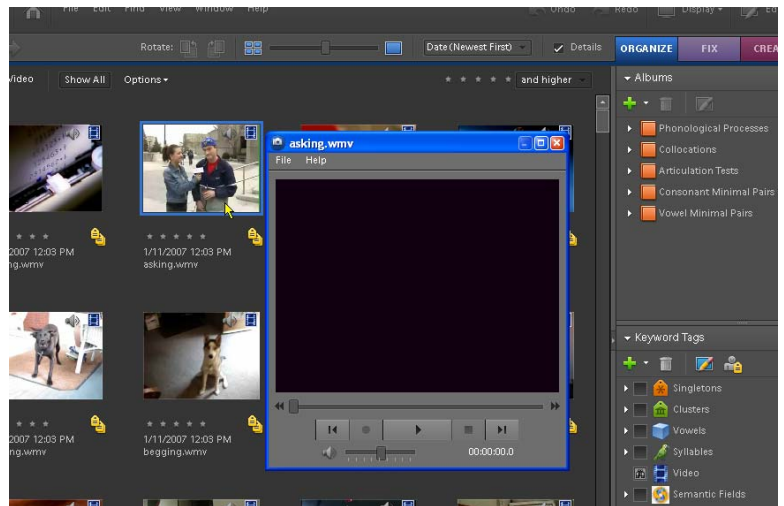 File Edit Find View Window Help Undo Redo Display
Rotate: Date (Newest First) Details ORGANIZE FIX CREA
Video Show All Options and higher
Albums
Phonological Processes
Collocations
Articulation Tests
Consonant Minimal Pairs
Vowel Minimal Pairs
asking.wmv
File Help
2007 12:03 PM
ng.wmv
1/11/2007 12:03 PM
asking.wmv
Keyword Tags
Singletons
Clusters
Vowels
Syllables
Video
Semantic Fields
2007 12:03 PM
ng.wmv
1/11/2007 12:03 PM
begging.wmv
00:00:00.0